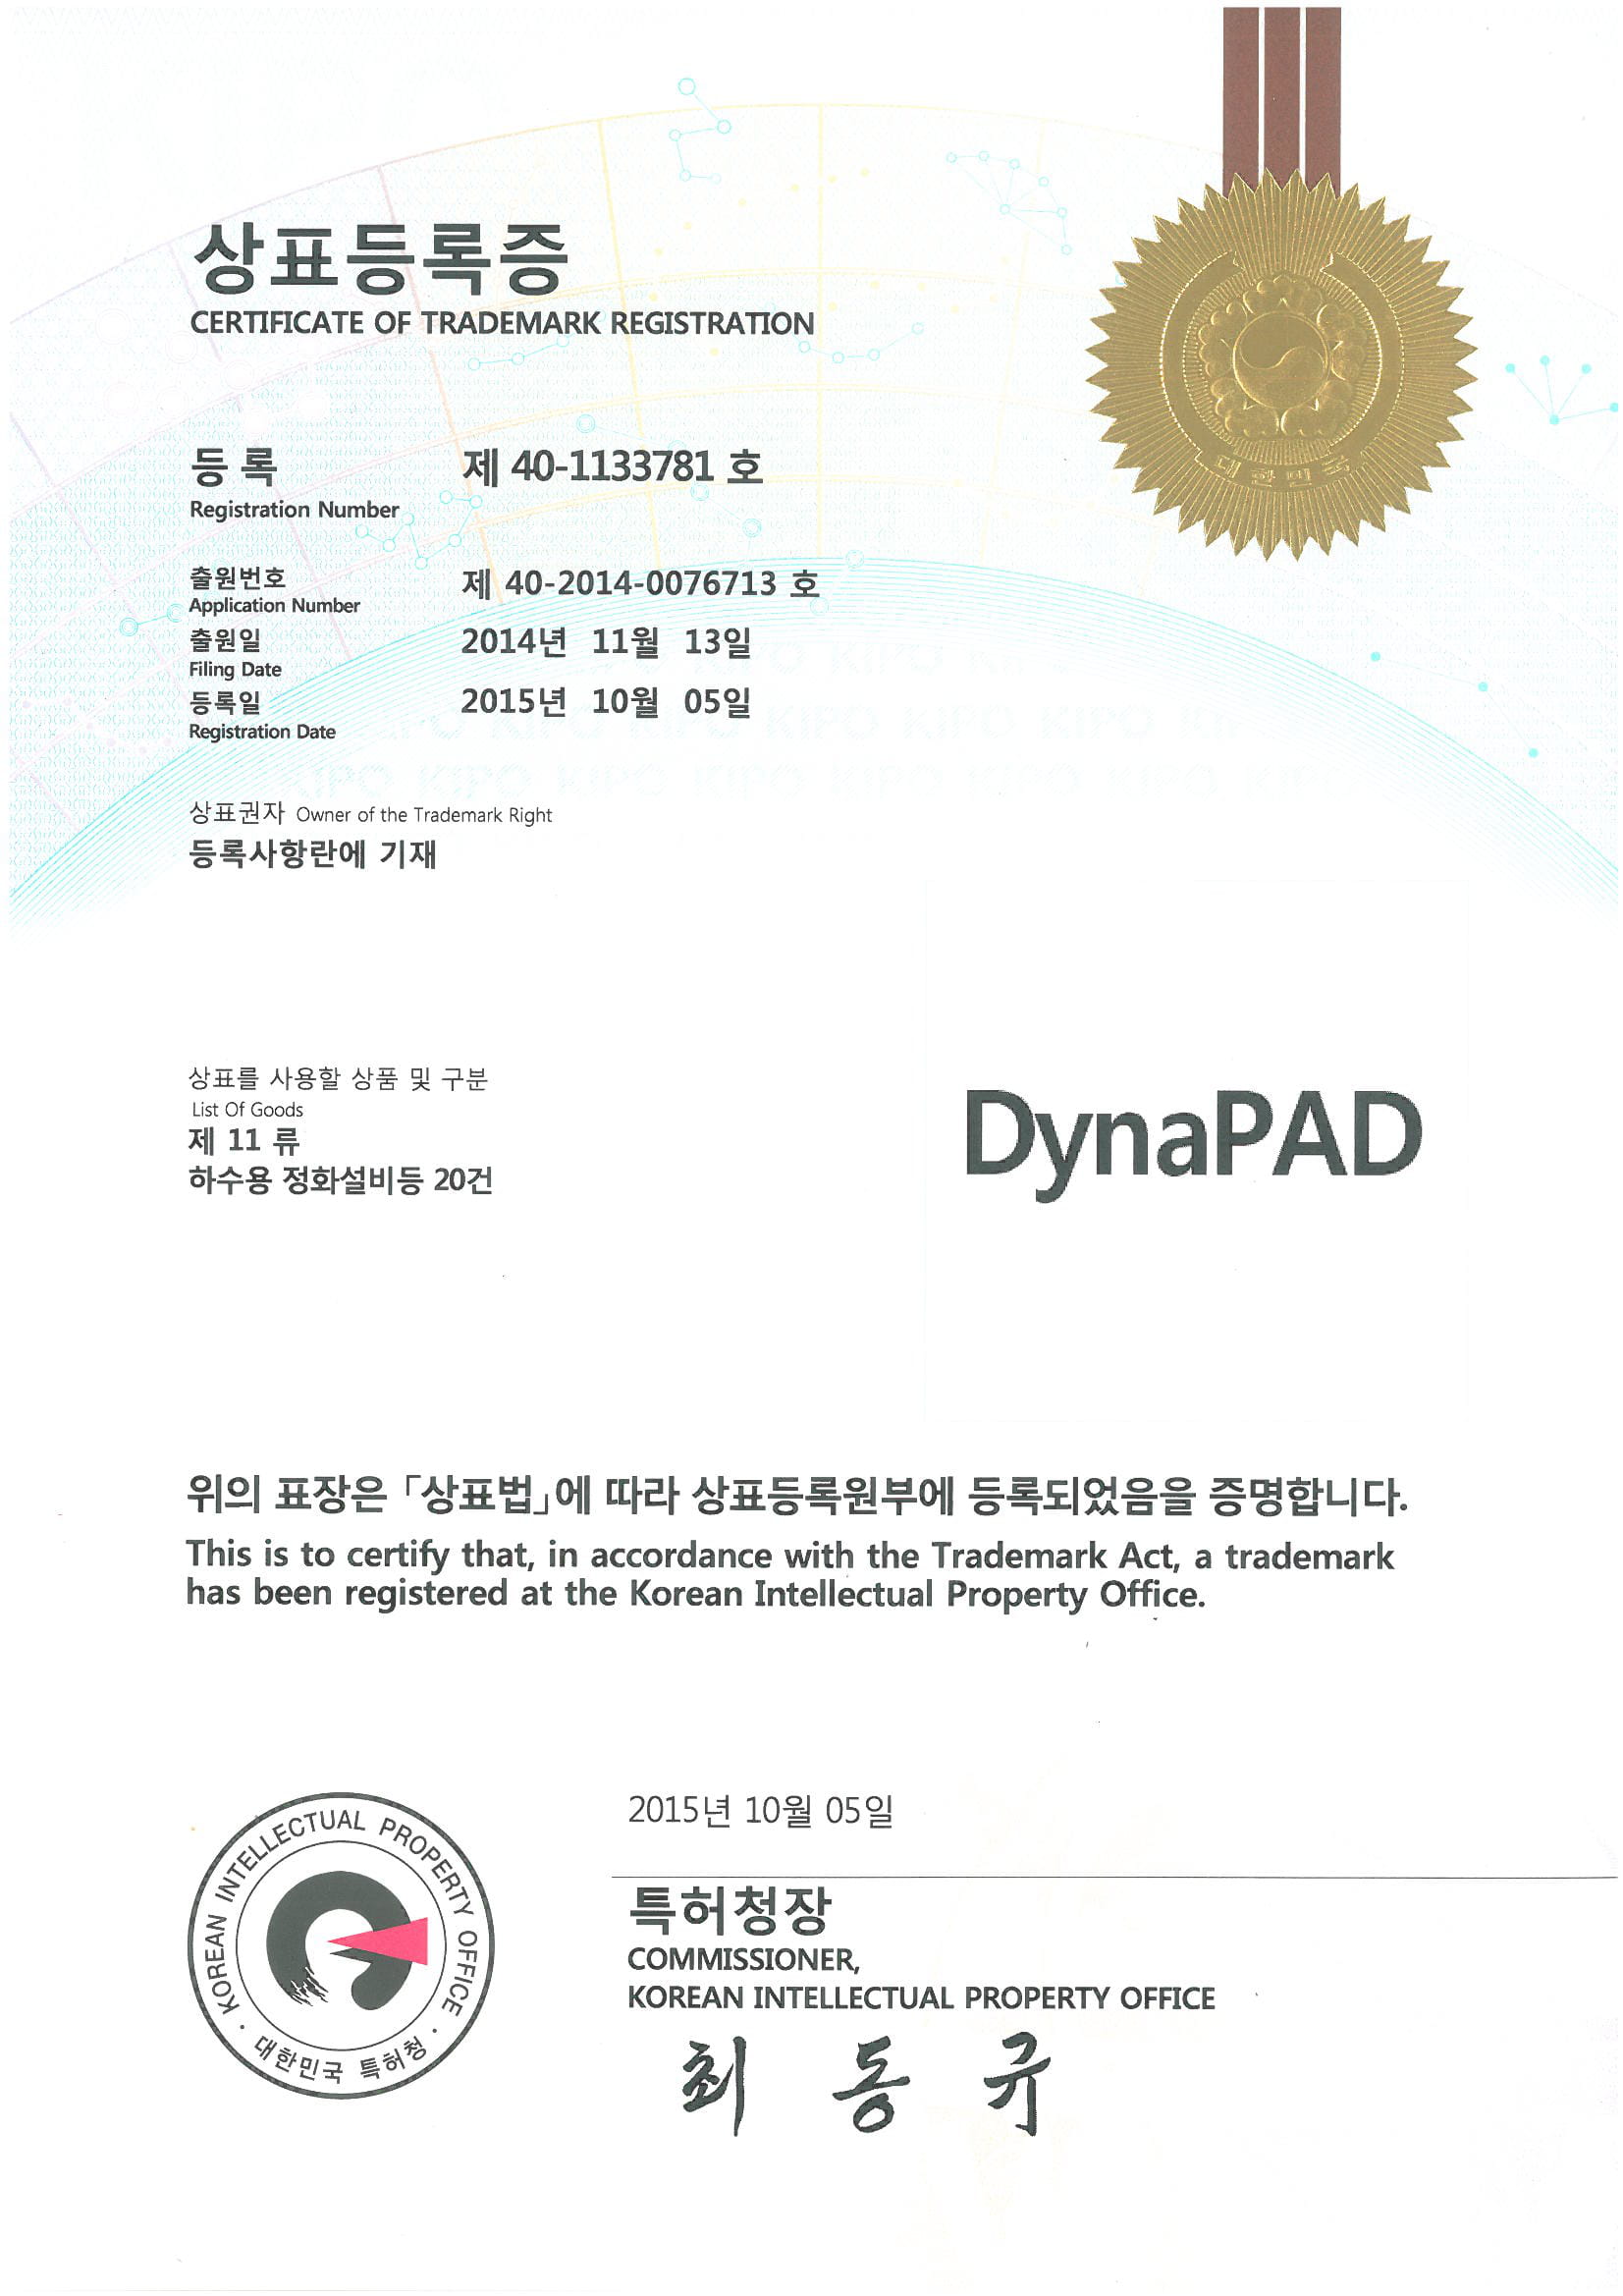 상표등록증
CERTIFICATE OF TRADEMARK REGISTRATION
대한민국
등록 제 40-1133781 호
Registration Number
출원번호 제 40-2014-0076713 호
Application Number
출원일 2014년 11월 13일
Filing Date
등록일 2015년 10월 05일
Registration Date
KIPO KIPO KIPO KIPO KIPO KIPO
KIPO KIPO KIPO KIPO KIPO KIPO KIPO
상표권자 Owner of the Trademark Right
등록사항란에 기재
상표를 사용할 상품 및 구분
List Of Goods
제 11 류
하수용 정화설비등 20건
DynaPAD
위의 표장은 「상표법」에 따라 상표등록원부에 등록되었음을 증명합니다.
This is to certify that, in accordance with the Trademark Act, a trademark
has been registered at the Korean Intellectual Property Office.
2015년 10월 05일
특허청장
COMMISSIONER,
KOREAN INTELLECTUAL PROPERTY OFFICE
최 동 규
KOREAN INTELLECTUAL PROPERTY OFFICE
대한민국 특허청